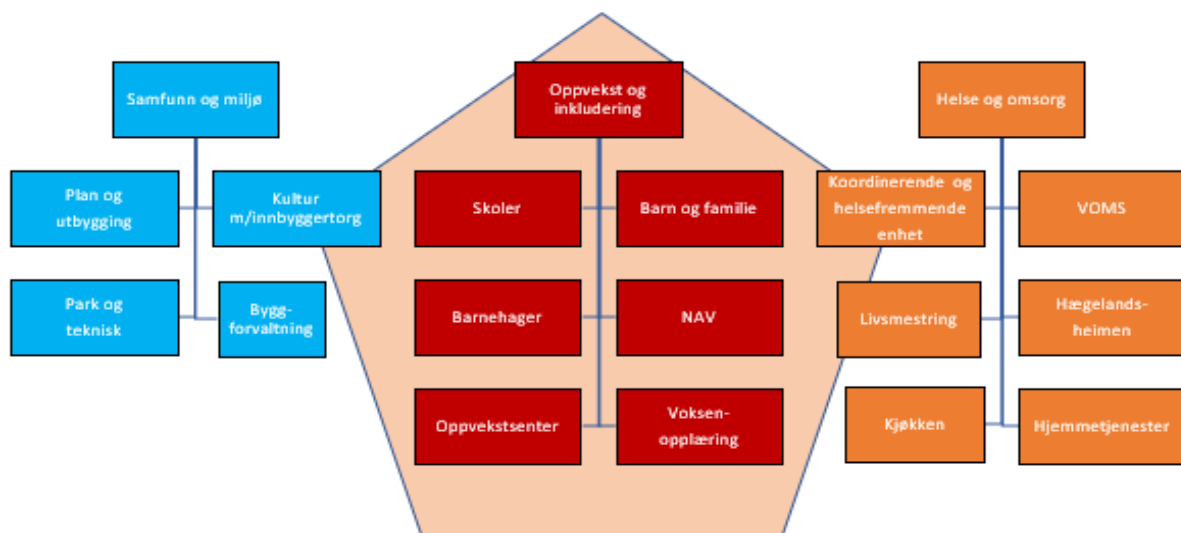 Samfunn og miljø
Oppvekst og
inkludering
Helse og omsorg
Plan og
utbygging
Kultur
m/innbyggertorg
Skoler
Barn og familie
Koordinerende og
helsefremmende
enhet
VOMS
Park og
teknisk
Bygg-
forvaltning
Barnehager
NAV
Livsmestring
Hægelands-
heimen
Oppvekstsenter
Voksen-
opplæring
Kjøkken
Hjemmetjenester